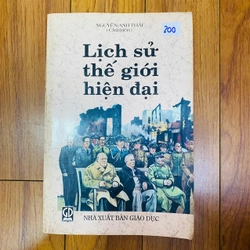 NGUYỄN ANH THÁI
(CHỦ BIÊN)
200
Lịch sử
thế giới
hiện đại
NHÀ XUẤT BẢN GIÁO DỤC